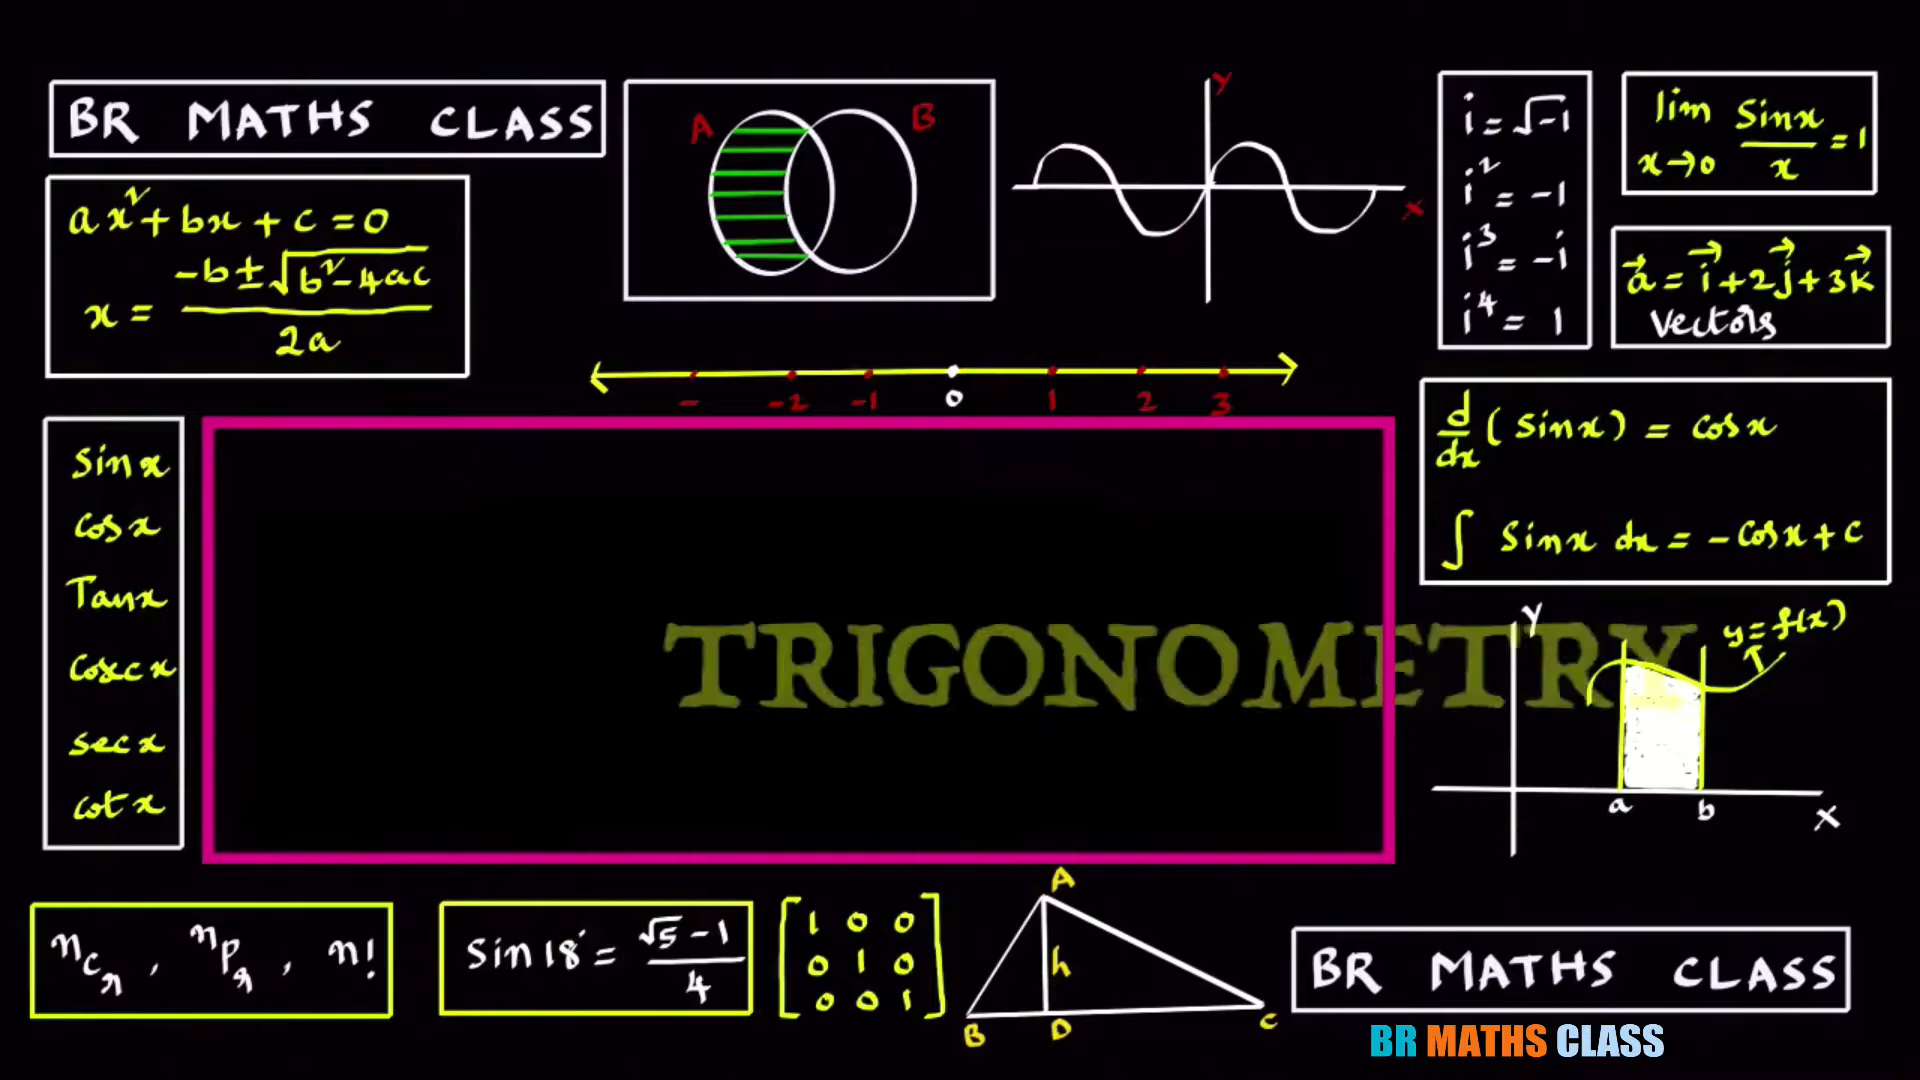 BR MATHS CLASS
ax²+bx+c=0
x = (-b±√(b²-4ac))/2a
A B
Y
X
i=√-1
i²=-1
i³=-i
i⁴=1
lim x→0 Sinx/x =1
a⃗ = i⃗+2j⃗+3k⃗
Vectors
- -2 -1 0 1 2 3
Sinx
Cosx
Tanx
Cosecx
secx
cotx
TRIGONOMETRY
d/dx (Sinx) = Cosx
∫ Sinx dx = -Cosx+c
Y y=f(x)
a b X
ⁿCᵣ, ⁿPᵣ, n!
Sin18° = (√5-1)/4
1 0 0
0 1 0
0 0 1
A
h
B D C
BR MATHS CLASS
BR MATHS CLASS